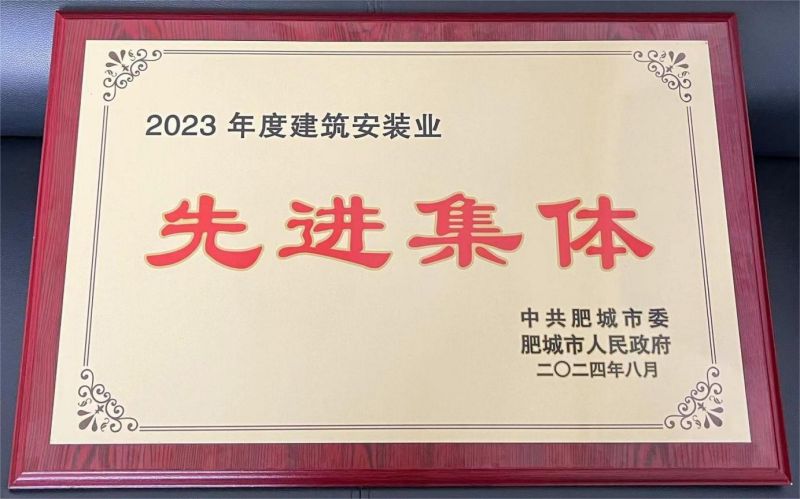 2023 年度建筑安装业
先进集体
中共肥城市委
肥城市人民政府
二〇二四年八月